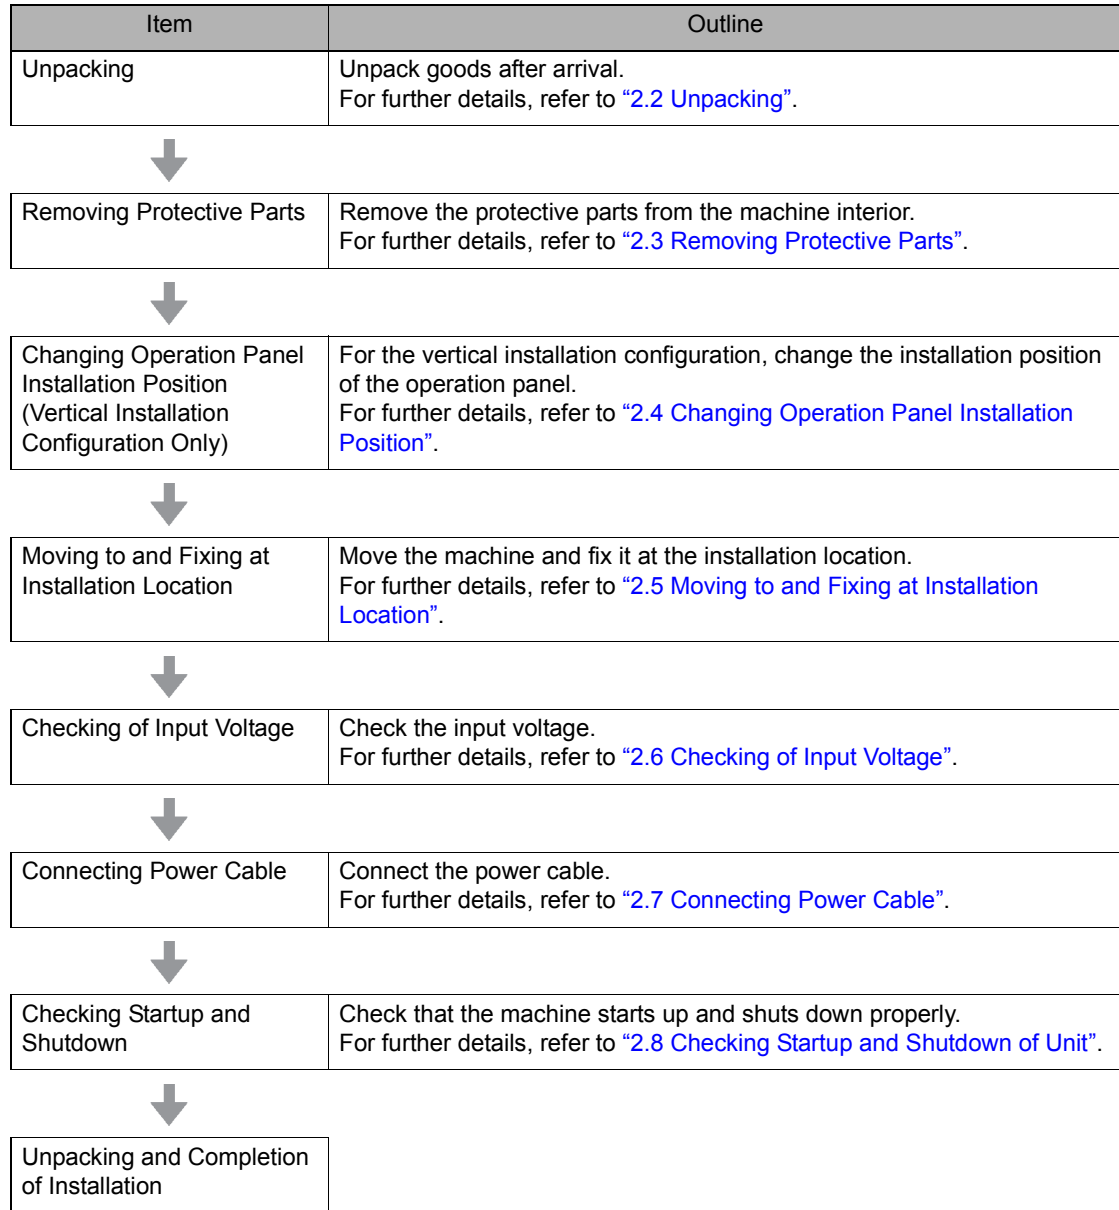 Item
Outline
Unpacking
Unpack goods after arrival.
For further details, refer to “2.2 Unpacking”.
Removing Protective Parts
Remove the protective parts from the machine interior.
For further details, refer to “2.3 Removing Protective Parts”.
Changing Operation Panel
Installation Position
(Vertical Installation
Configuration Only)
For the vertical installation configuration, change the installation position
of the operation panel.
For further details, refer to “2.4 Changing Operation Panel Installation
Position”.
Moving to and Fixing at
Installation Location
Move the machine and fix it at the installation location.
For further details, refer to “2.5 Moving to and Fixing at Installation
Location”.
Checking of Input Voltage
Check the input voltage.
For further details, refer to “2.6 Checking of Input Voltage”.
Connecting Power Cable
Connect the power cable.
For further details, refer to “2.7 Connecting Power Cable”.
Checking Startup and
Shutdown
Check that the machine starts up and shuts down properly.
For further details, refer to “2.8 Checking Startup and Shutdown of Unit”.
Unpacking and Completion
of Installation